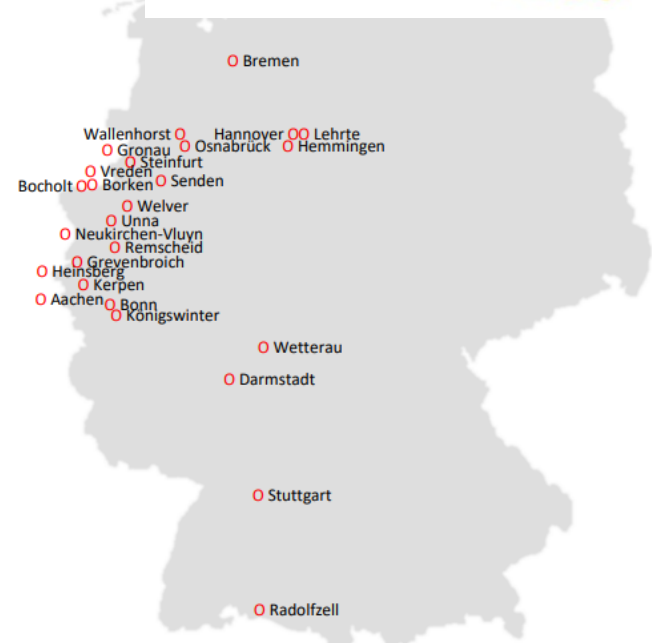 Bremen
Wallenhorst
Hannover
Lehrte
Osnabrück
Hemmingen
Gronau
Steinfurt
Vreden
Senden
Bocholt
Borken
Welver
Unna
Neukirchen-Vluyn
Remscheid
Grevenbroich
Heinsberg
Kerpen
Aachen
Bonn
Königswinter
Wetterau
Darmstadt
Stuttgart
Radolfzell